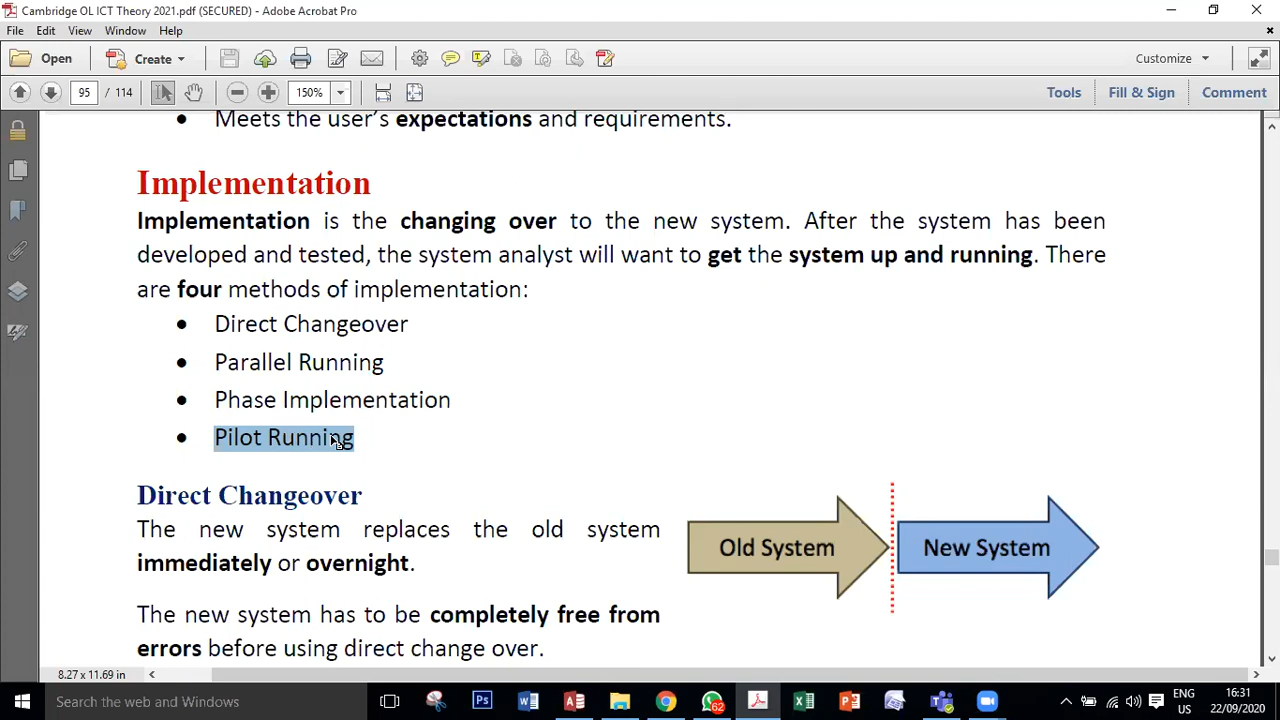 Cambridge OL ICT Theory 2021.pdf (SECURED) - Adobe Acrobat Pro
File Edit View Window Help
Open Create Customize
95 / 114 150% Tools Fill & Sign Comment
• Meets the user's expectations and requirements.
Implementation
Implementation is the changing over to the new system. After the system has been
developed and tested, the system analyst will want to get the system up and running. There
are four methods of implementation:
• Direct Changeover
• Parallel Running
• Phase Implementation
• Pilot Running
Direct Changeover
The new system replaces the old system
immediately or overnight.
Old System New System
The new system has to be completely free from
errors before using direct change over.
8.27 x 11.69 in
Search the web and Windows
62
ENG
US
16:31
22/09/2020